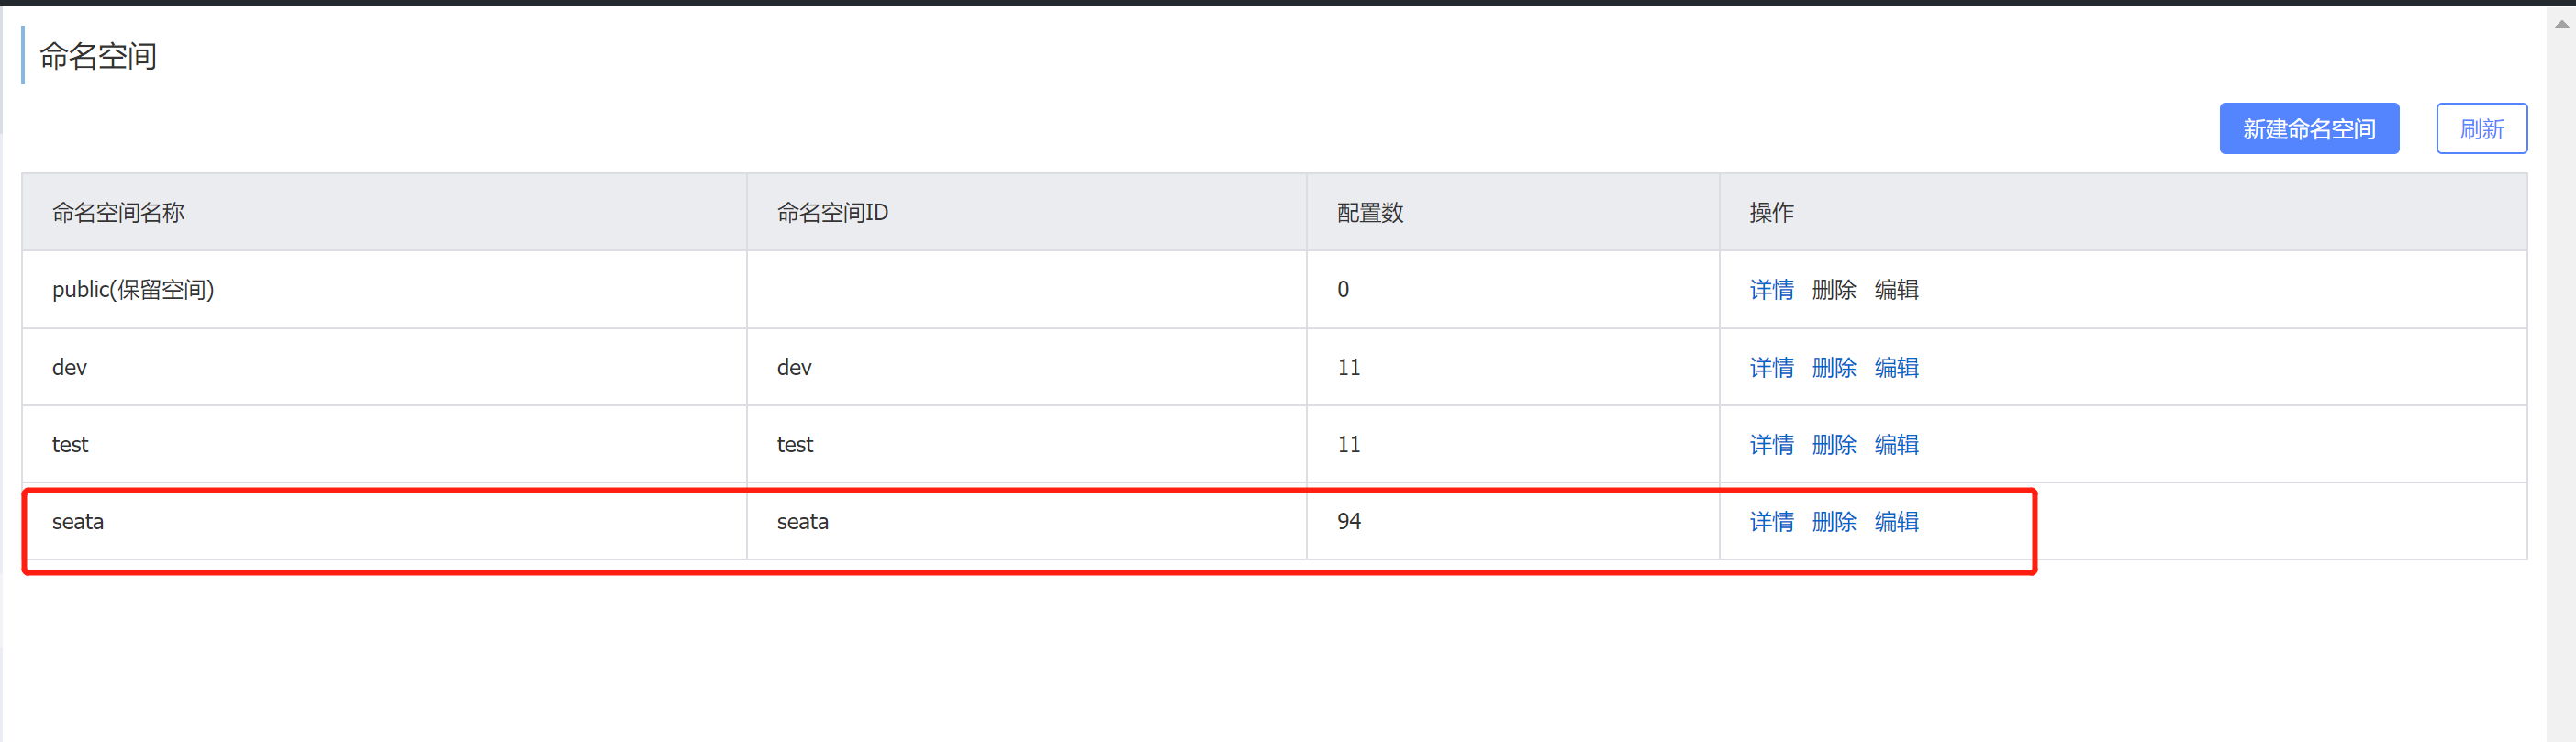 命名空间
新建命名空间 刷新
命名空间名称 命名空间ID 配置数 操作
public(保留空间) 0 详情 删除 编辑
dev dev 11 详情 删除 编辑
test test 11 详情 删除 编辑
seata seata 94 详情 删除 编辑